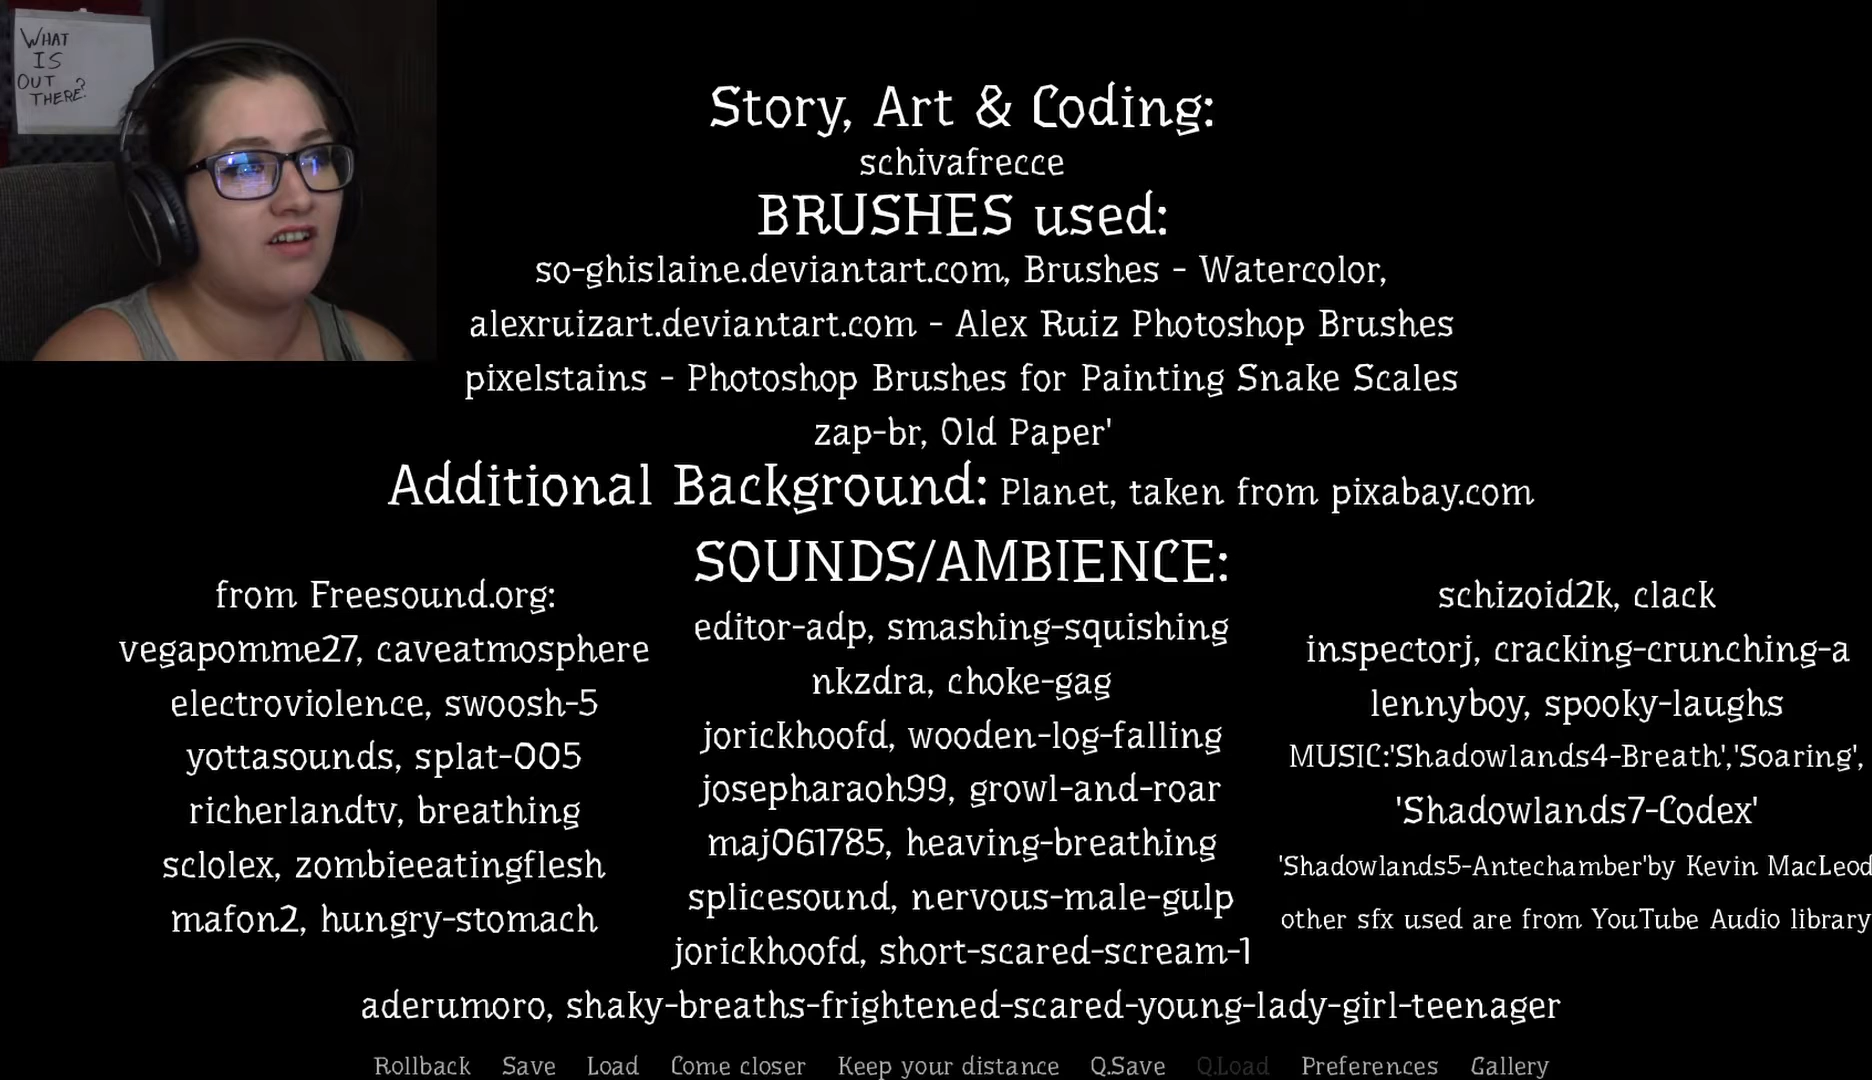 WHAT
IS
OUT
THERE?
Story, Art & Coding:
schivafrecce
BRUSHES used:
so-ghislaine.deviantart.com, Brushes - Watercolor,
alexruizart.deviantart.com - Alex Ruiz Photoshop Brushes
pixelstains - Photoshop Brushes for Painting Snake Scales
zap-br, Old Paper'
Additional Background: Planet, taken from pixabay.com
SOUNDS/AMBIENCE:
from Freesound.org:
vegapomme27, caveatmosphere
electroviolence, swoosh-5
yottasounds, splat-005
richerlandtv, breathing
sclolex, zombieeatingflesh
mafon2, hungry-stomach
editor-adp, smashing-squishing
nkzdra, choke-gag
jorickhoofd, wooden-log-falling
josepharaoh99, growl-and-roar
maj061785, heaving-breathing
splicesound, nervous-male-gulp
jorickhoofd, short-scared-scream-1
schizoid2k, clack
inspectorj, cracking-crunching-a
lennyboy, spooky-laughs
MUSIC:'Shadowlands4-Breath','Soaring',
'Shadowlands7-Codex'
'Shadowlands5-Antechamber'by Kevin MacLeod
other sfx used are from YouTube Audio library
aderumoro, shaky-breaths-frightened-scared-young-lady-girl-teenager
Rollback Save Load Come closer Keep your distance Q.Save Q.Load Preferences Gallery